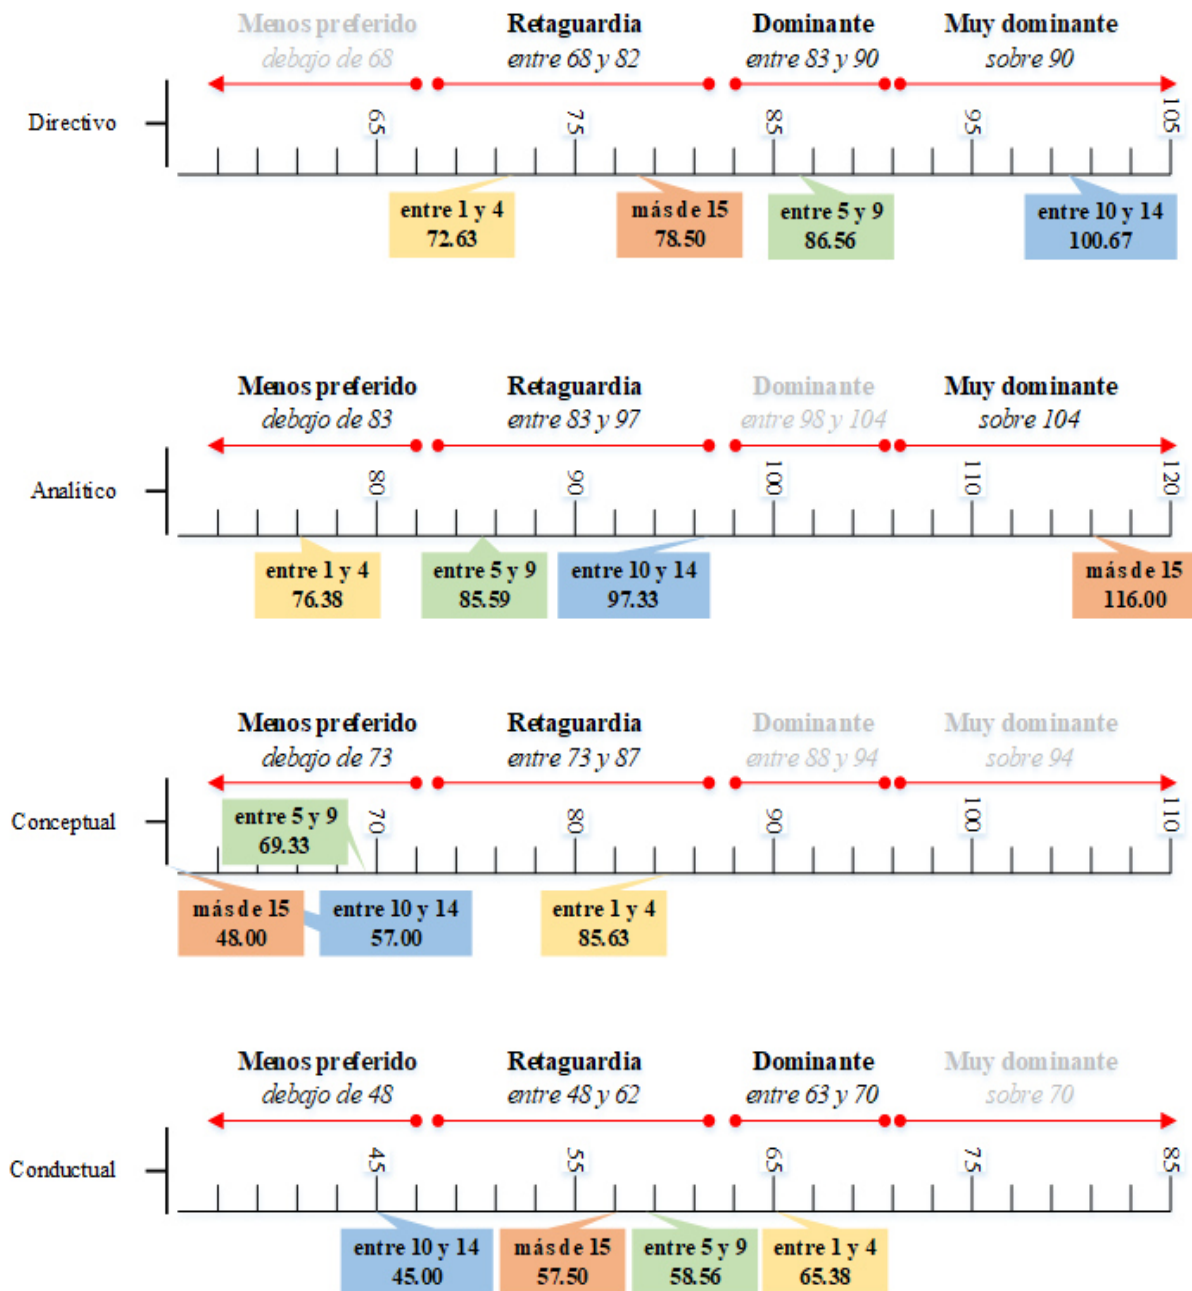 Menos preferido Retaguardia Dominante Muy dominante
debajo de 68 entre 68 y 82 entre 83 y 90 sobre 90
Directivo 65 75 85 95 105
entre 1 y 4 más de 15 entre 5 y 9 entre 10 y 14
72.63 78.50 86.56 100.67
Menos preferido Retaguardia Dominante Muy dominante
debajo de 83 entre 83 y 97 entre 98 y 104 sobre 104
Analítico 80 90 100 110 120
entre 1 y 4 entre 5 y 9 entre 10 y 14 más de 15
76.38 85.59 97.33 116.00
Menos preferido Retaguardia Dominante Muy dominante
debajo de 73 entre 73 y 87 entre 88 y 94 sobre 94
Conceptual 70 80 90 100 110
entre 5 y 9
69.33
más de 15 entre 10 y 14 entre 1 y 4
48.00 57.00 85.63
Menos preferido Retaguardia Dominante Muy dominante
debajo de 48 entre 48 y 62 entre 63 y 70 sobre 70
Conductual 45 55 65 75 85
entre 10 y 14 más de 15 entre 5 y 9 entre 1 y 4
45.00 57.50 58.56 65.38